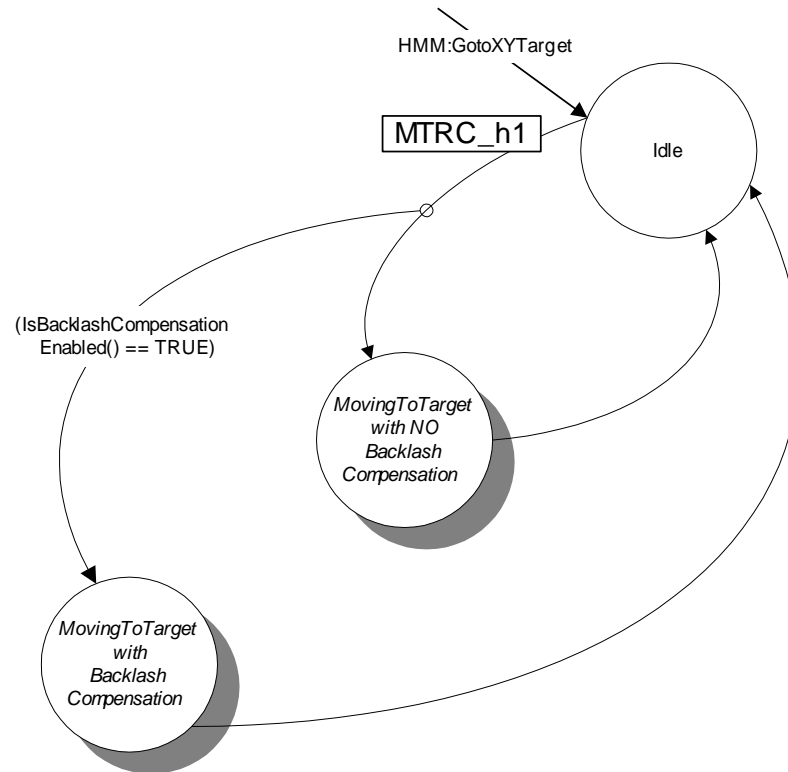 HMM:GotoXYTarget
MTRC_h1
Idle
(IsBacklashCompensation
Enabled() == TRUE)
MovingToTarget
with NO
Backlash
Compensation
MovingToTarget
with
Backlash
Compensation